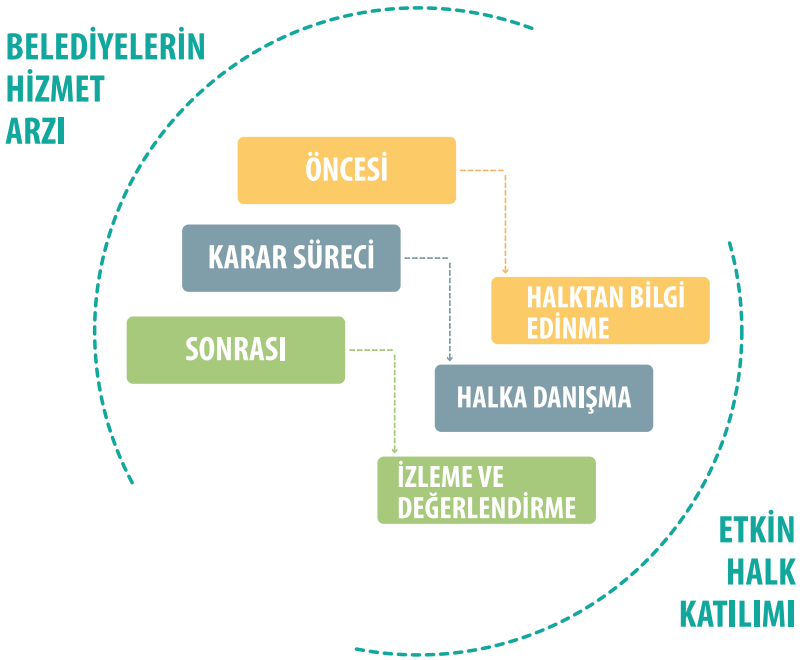 BELEDİYELERİN
HİZMET
ARZI
ÖNCESİ
KARAR SÜRECİ
SONRASI
HALKTAN BİLGİ
EDİNME
HALKA DANIŞMA
İZLEME VE
DEĞERLENDİRME
ETKİN
HALK
KATILIMI